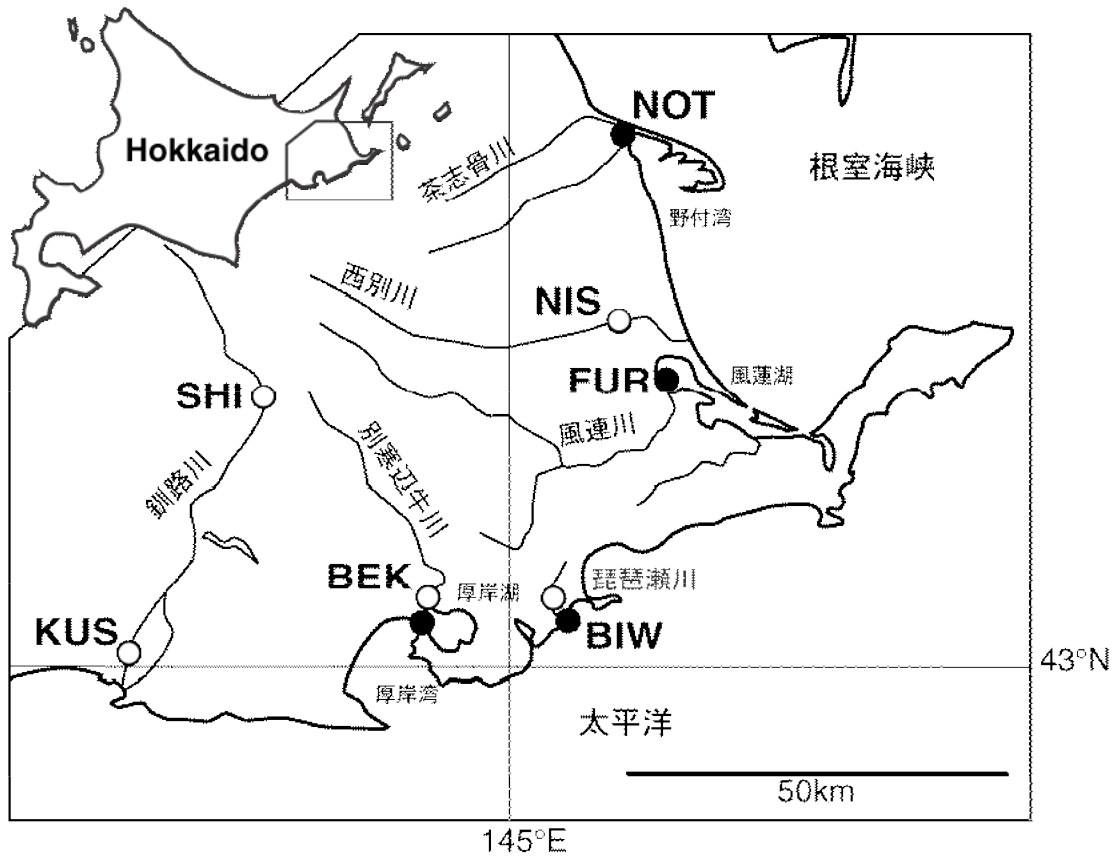 NOT
Hokkaido
茶志骨川
根室海峡
野付湾
西別川
NIS
FUR
風蓮湖
SHI
風連川
別寒辺牛川
釧路川
BEK
厚岸湖
琵琶瀬川
KUS
BIW
43°N
厚岸湾
太平洋
50km
145°E